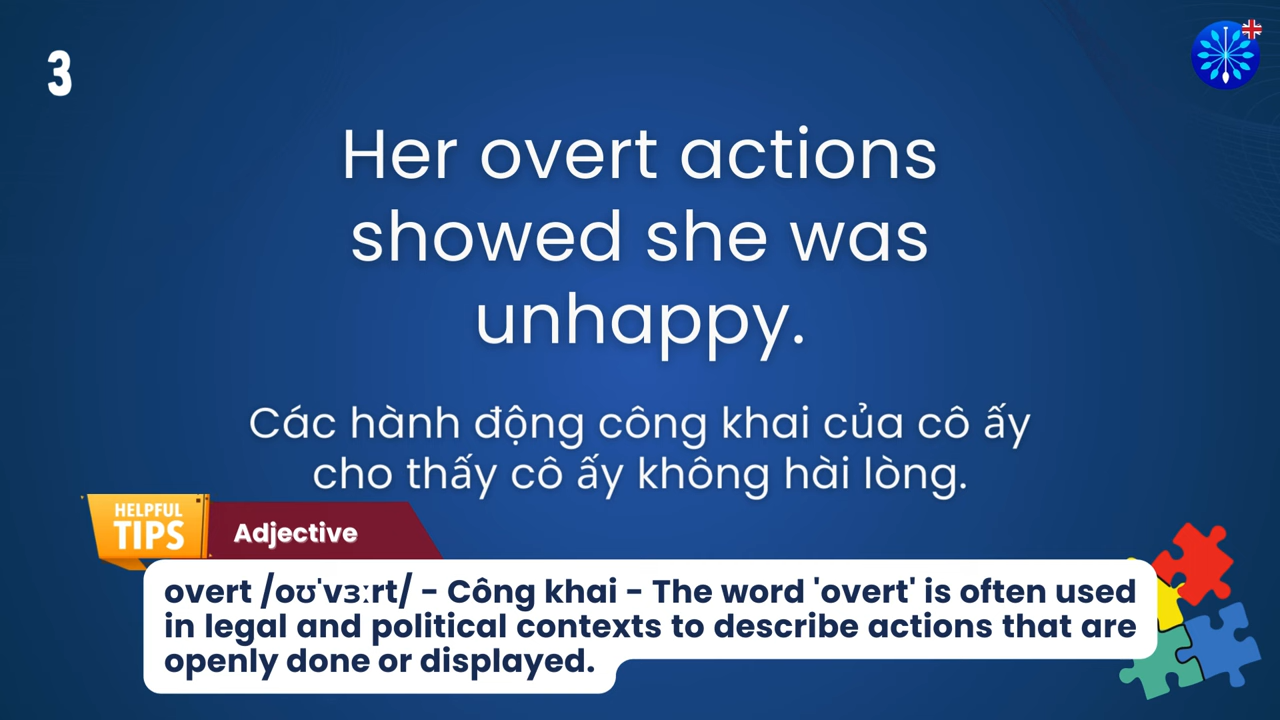 3
Her overt actions
showed she was
unhappy.
Các hành động công khai của cô ấy
cho thấy cô ấy không hài lòng.
HELPFUL
TIPS
Adjective
overt /oʊˈvɜːrt/ - Công khai - The word 'overt' is often used
in legal and political contexts to describe actions that are
openly done or displayed.